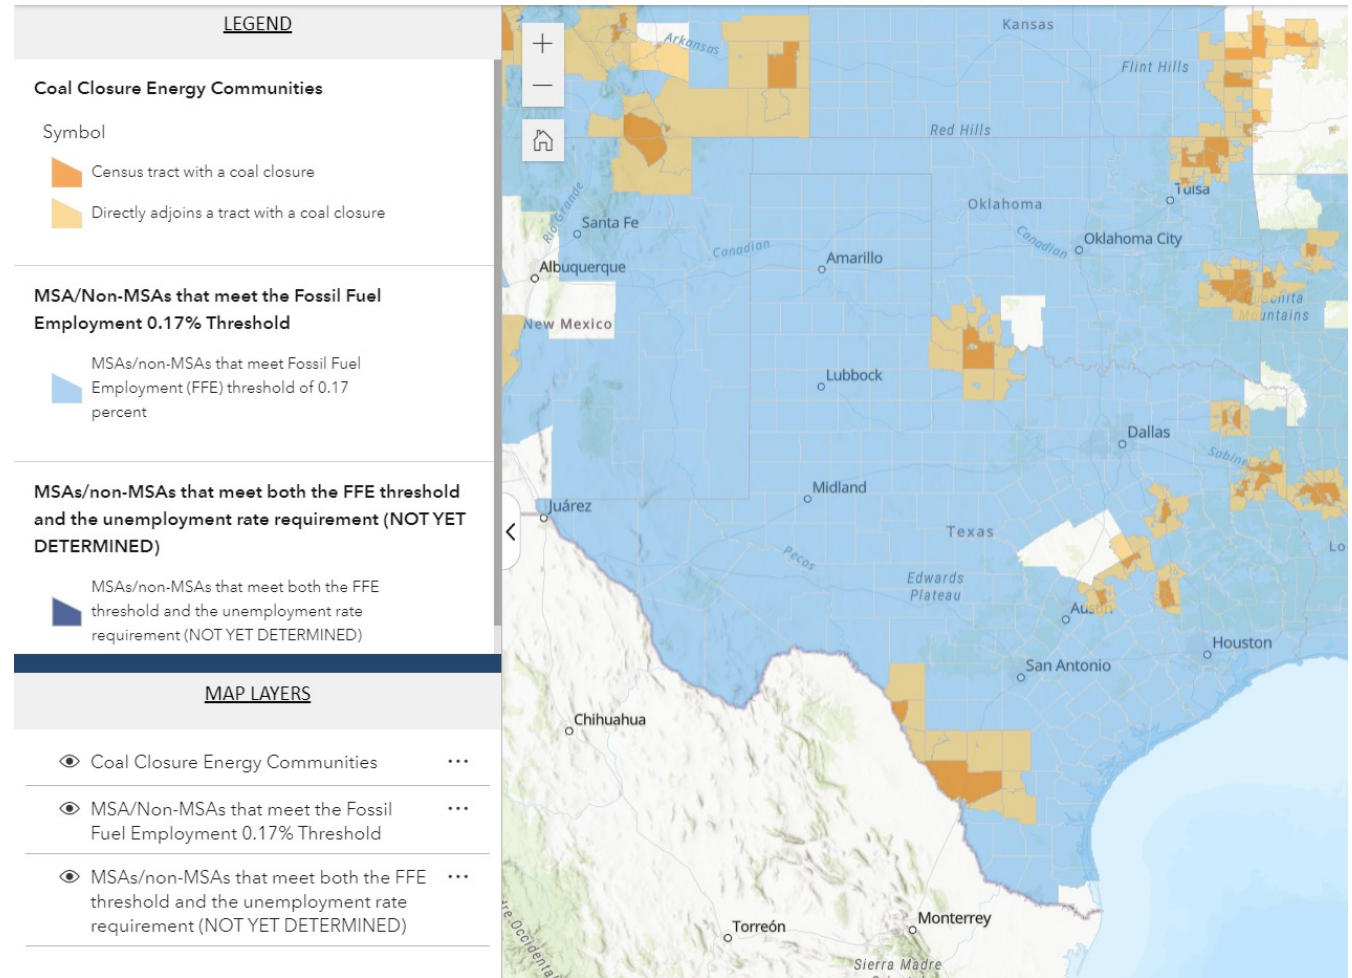 LEGEND
Coal Closure Energy Communities
Symbol
Census tract with a coal closure
Directly adjoins a tract with a coal closure
MSA/Non-MSAs that meet the Fossil Fuel
Employment 0.17% Threshold
MSAs/non-MSAs that meet Fossil Fuel
Employment (FFE) threshold of 0.17
percent
MSAs/non-MSAs that meet both the FFE threshold
and the unemployment rate requirement (NOT YET
DETERMINED)
MSAs/non-MSAs that meet both the FFE
threshold and the unemployment rate
requirement (NOT YET DETERMINED)
MAP LAYERS
Coal Closure Energy Communities
MSA/Non-MSAs that meet the Fossil
Fuel Employment 0.17% Threshold
MSAs/non-MSAs that meet both the FFE
threshold and the unemployment rate
requirement (NOT YET DETERMINED)
Kansas
Arkansas
Flint Hills
Red Hills
Tulsa
Rio Grande
Oklahoma
Santa Fe
Canadian
Canadian
Oklahoma City
Amarillo
Albuquerque
New Mexico
Mountains
Lubbock
Dallas
Sabine
Midland
Juárez
Texas
Lo
Pecos
Edwards
Plateau
Austin
Houston
San Antonio
Chihuahua
Torreón
Monterrey
Sierra Madre